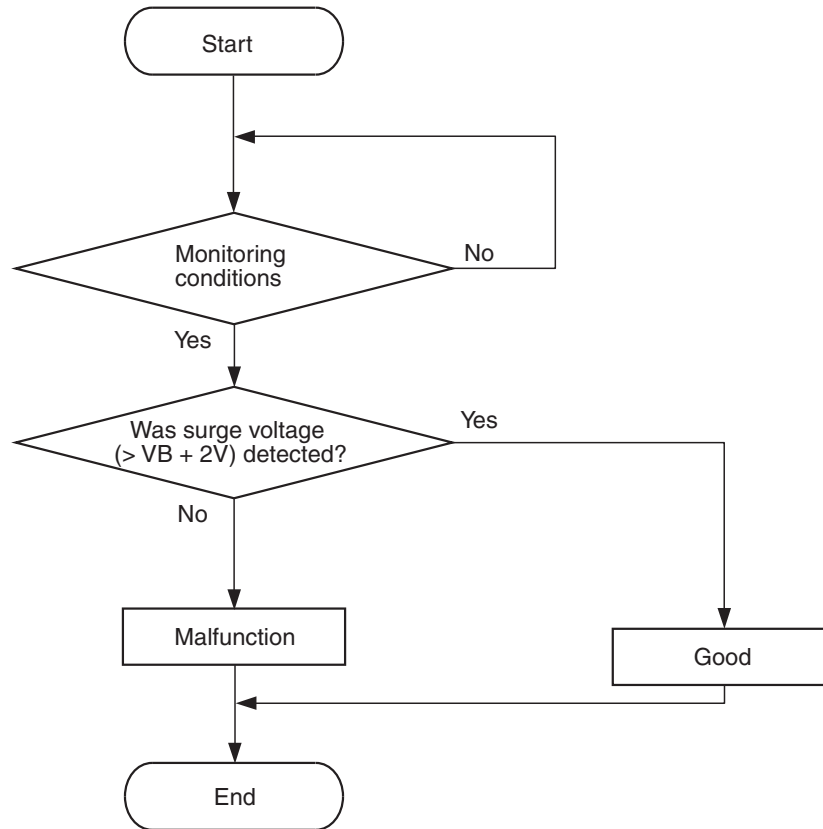 Start
Monitoring
conditions
No
Yes
Was surge voltage
(> VB + 2V) detected?
Yes
No
Malfunction
Good
End